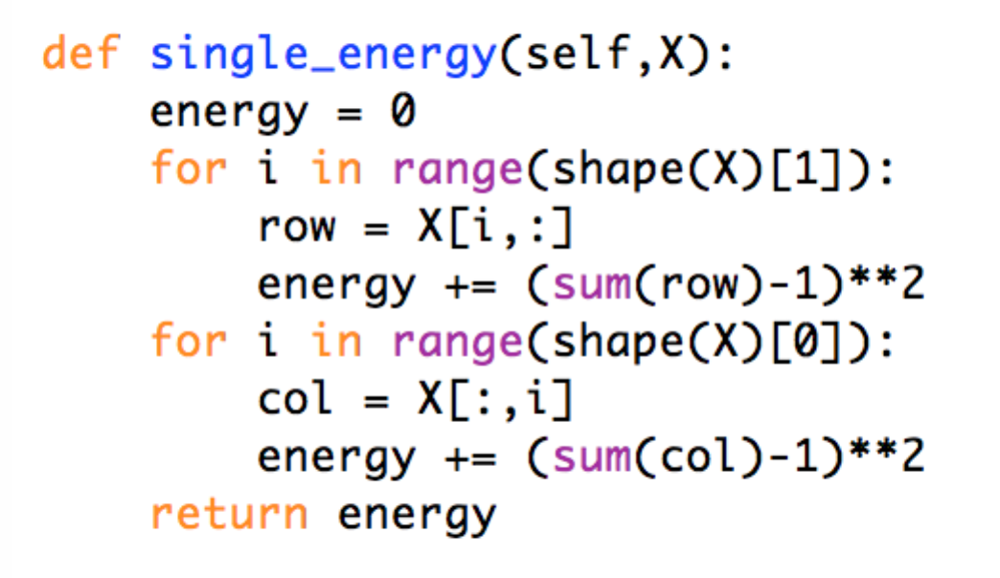 def single_energy(self,X):
    energy = 0
    for i in range(shape(X)[1]):
        row = X[i,:]
        energy += (sum(row)-1)**2
    for i in range(shape(X)[0]):
        col = X[:,i]
        energy += (sum(col)-1)**2
    return energy